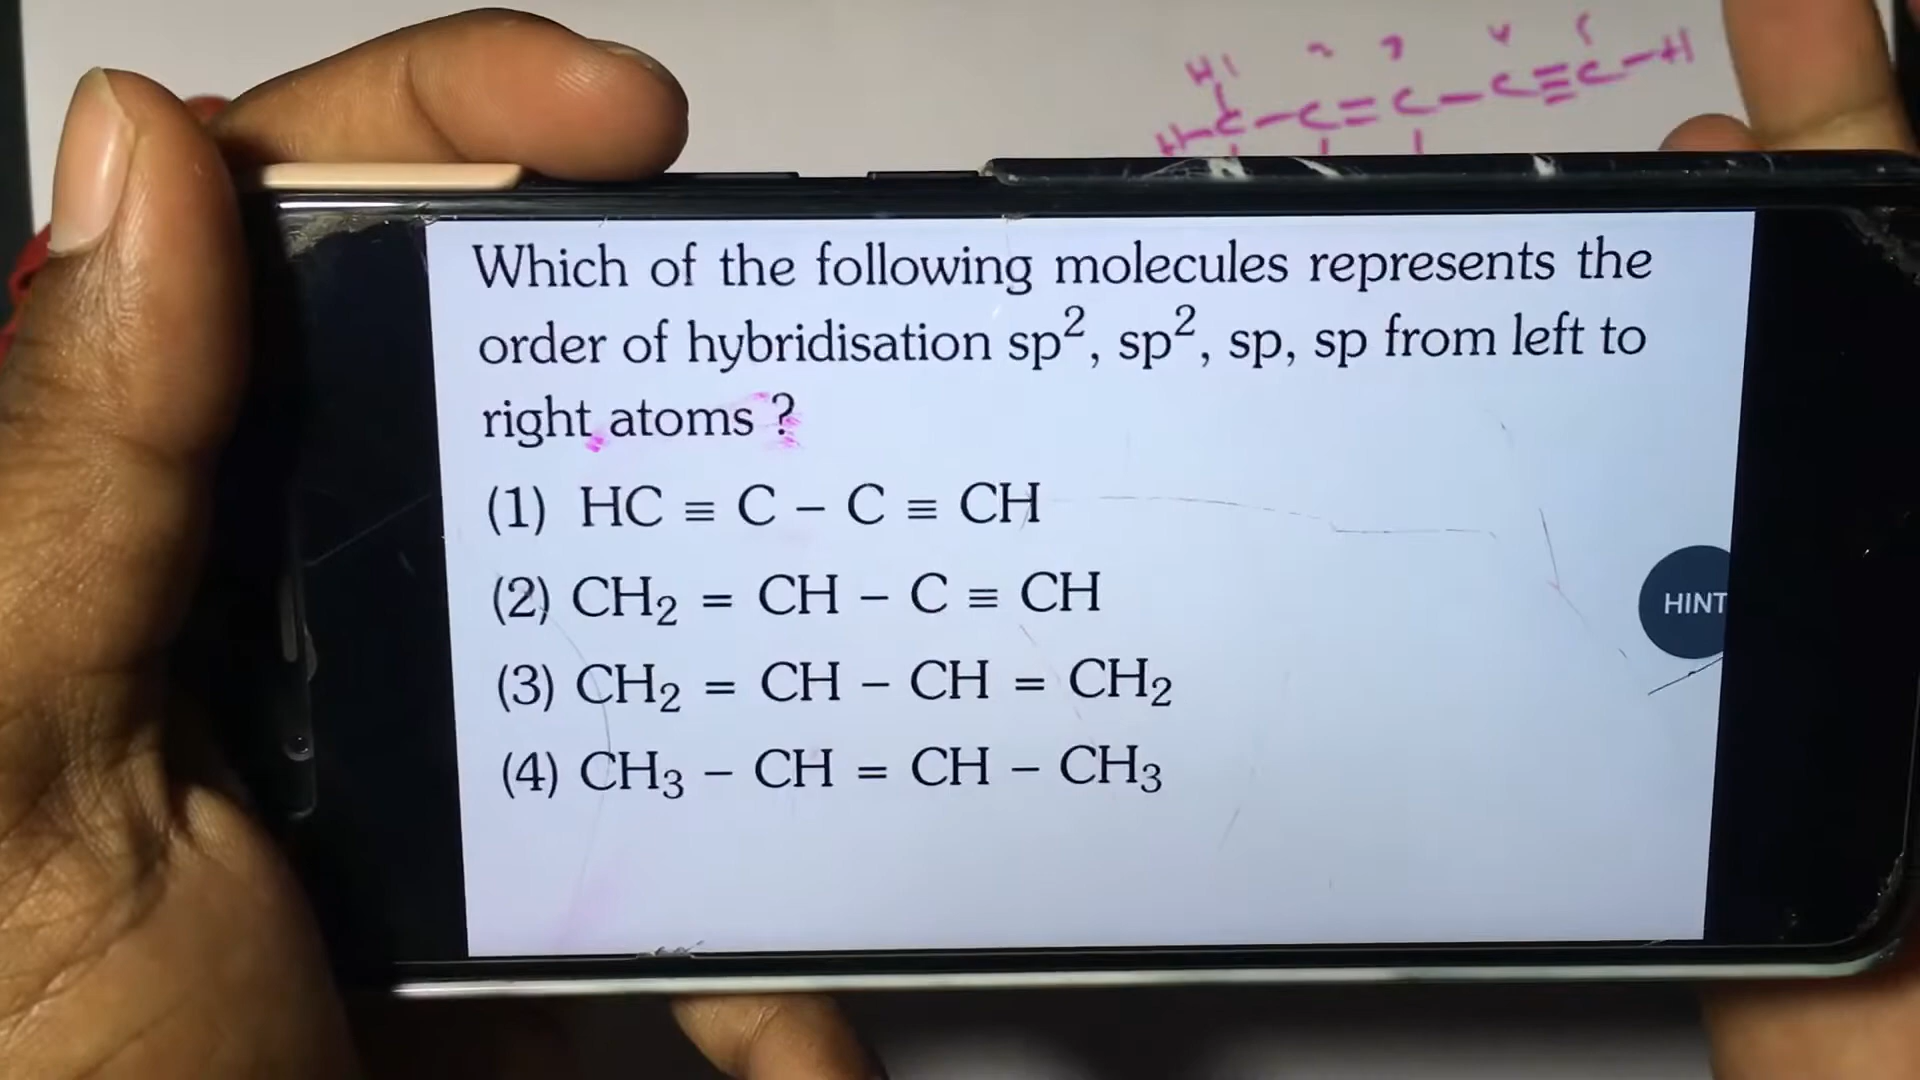 H
H-C-C=C-C≡C-H
Which of the following molecules represents the
order of hybridisation sp², sp², sp, sp from left to
right atoms ?
(1) HC ≡ C – C ≡ CH
(2) CH₂ = CH – C ≡ CH
(3) CH₂ = CH – CH = CH₂
(4) CH₃ – CH = CH – CH₃
HINT